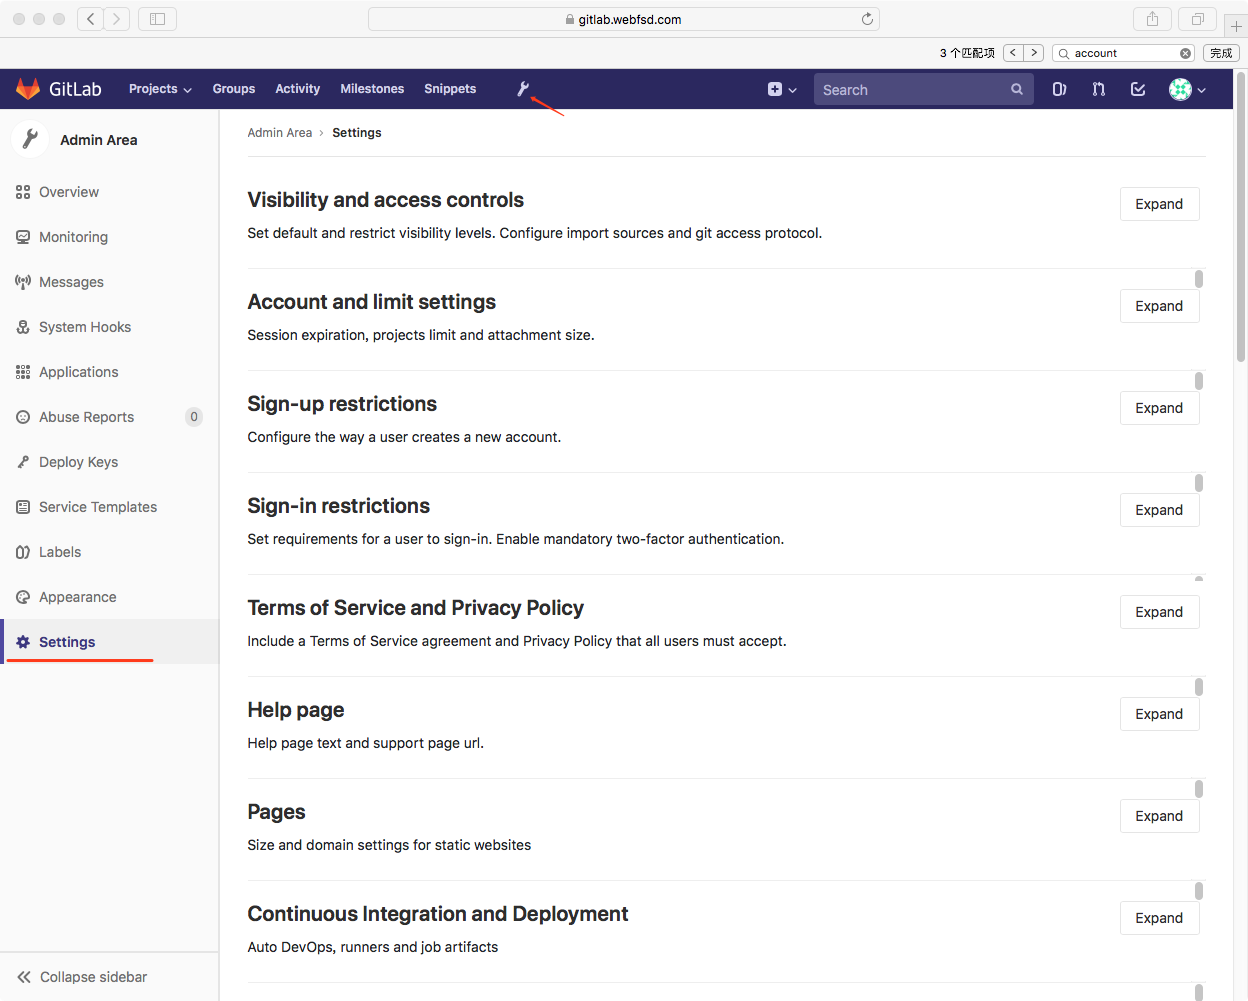 gitlab.webfsd.com
3 个匹配项
account
完成
GitLab
Projects
Groups
Activity
Milestones
Snippets
Search
Admin Area
Overview
Monitoring
Messages
System Hooks
Applications
Abuse Reports
0
Deploy Keys
Service Templates
Labels
Appearance
Settings
Collapse sidebar
Admin Area › Settings
Visibility and access controls
Expand
Set default and restrict visibility levels. Configure import sources and git access protocol.
Account and limit settings
Expand
Session expiration, projects limit and attachment size.
Sign-up restrictions
Expand
Configure the way a user creates a new account.
Sign-in restrictions
Expand
Set requirements for a user to sign-in. Enable mandatory two-factor authentication.
Terms of Service and Privacy Policy
Expand
Include a Terms of Service agreement and Privacy Policy that all users must accept.
Help page
Expand
Help page text and support page url.
Pages
Expand
Size and domain settings for static websites
Continuous Integration and Deployment
Expand
Auto DevOps, runners and job artifacts